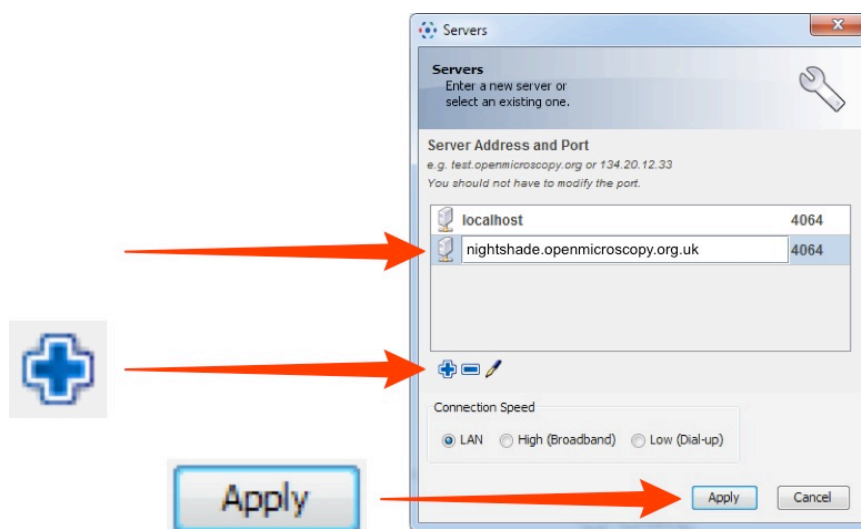 Servers
Servers
Enter a new server or
select an existing one.
Server Address and Port
e.g. test.openmicroscopy.org or 134.20.12.33
You should not have to modify the port.
localhost 4064
nightshade.openmicroscopy.org.uk 4064
Connection Speed
LAN High (Broadband) Low (Dial-up)
Apply
Apply Cancel